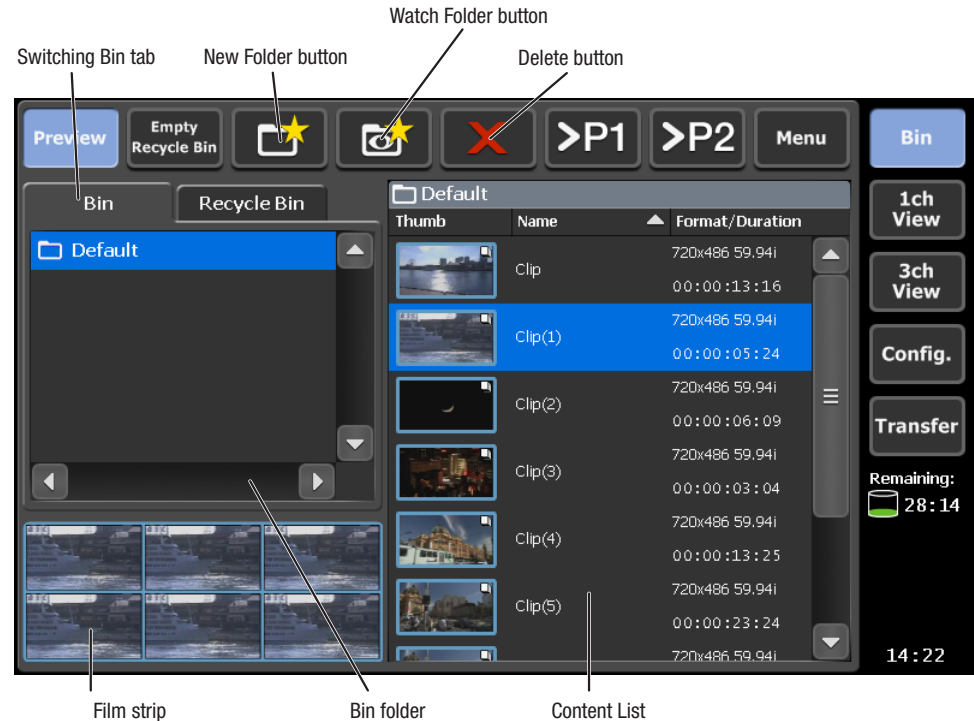 Watch Folder button
Switching Bin tab
New Folder button
Delete button
Preview
Empty
Recycle Bin
>P1
>P2
Menu
Bin
Bin
Recycle Bin
Default
1ch
View
Thumb
Name
Format/Duration
Default
Clip
720x486 59.94i
00:00:13:16
3ch
View
Clip(1)
720x486 59.94i
00:00:05:24
Config.
Clip(2)
720x486 59.94i
00:00:06:09
Transfer
Clip(3)
720x486 59.94i
00:00:03:04
Remaining:
28:14
Clip(4)
720x486 59.94i
00:00:13:25
Clip(5)
720x486 59.94i
00:00:23:24
720x486 59.94i
14:22
Film strip
Bin folder
Content List